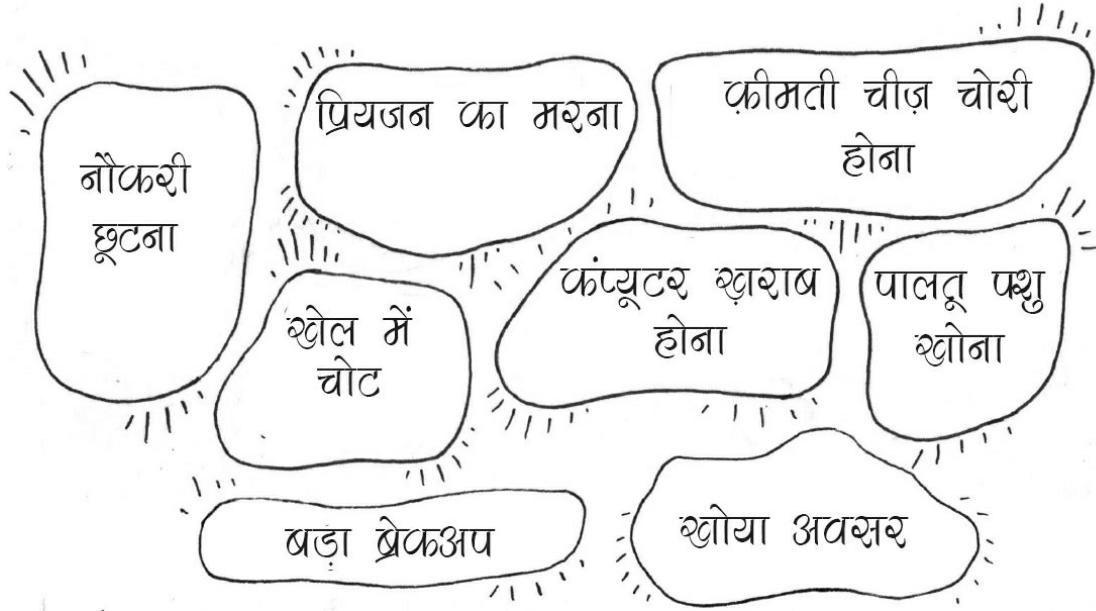 नौकरी
छूटना
प्रियजन का मरना
क़ीमती चीज़ चोरी
होना
खेल में
चोट
कंप्यूटर ख़राब
होना
पालतू पशु
खोना
बड़ा ब्रेकअप
खोया अवसर